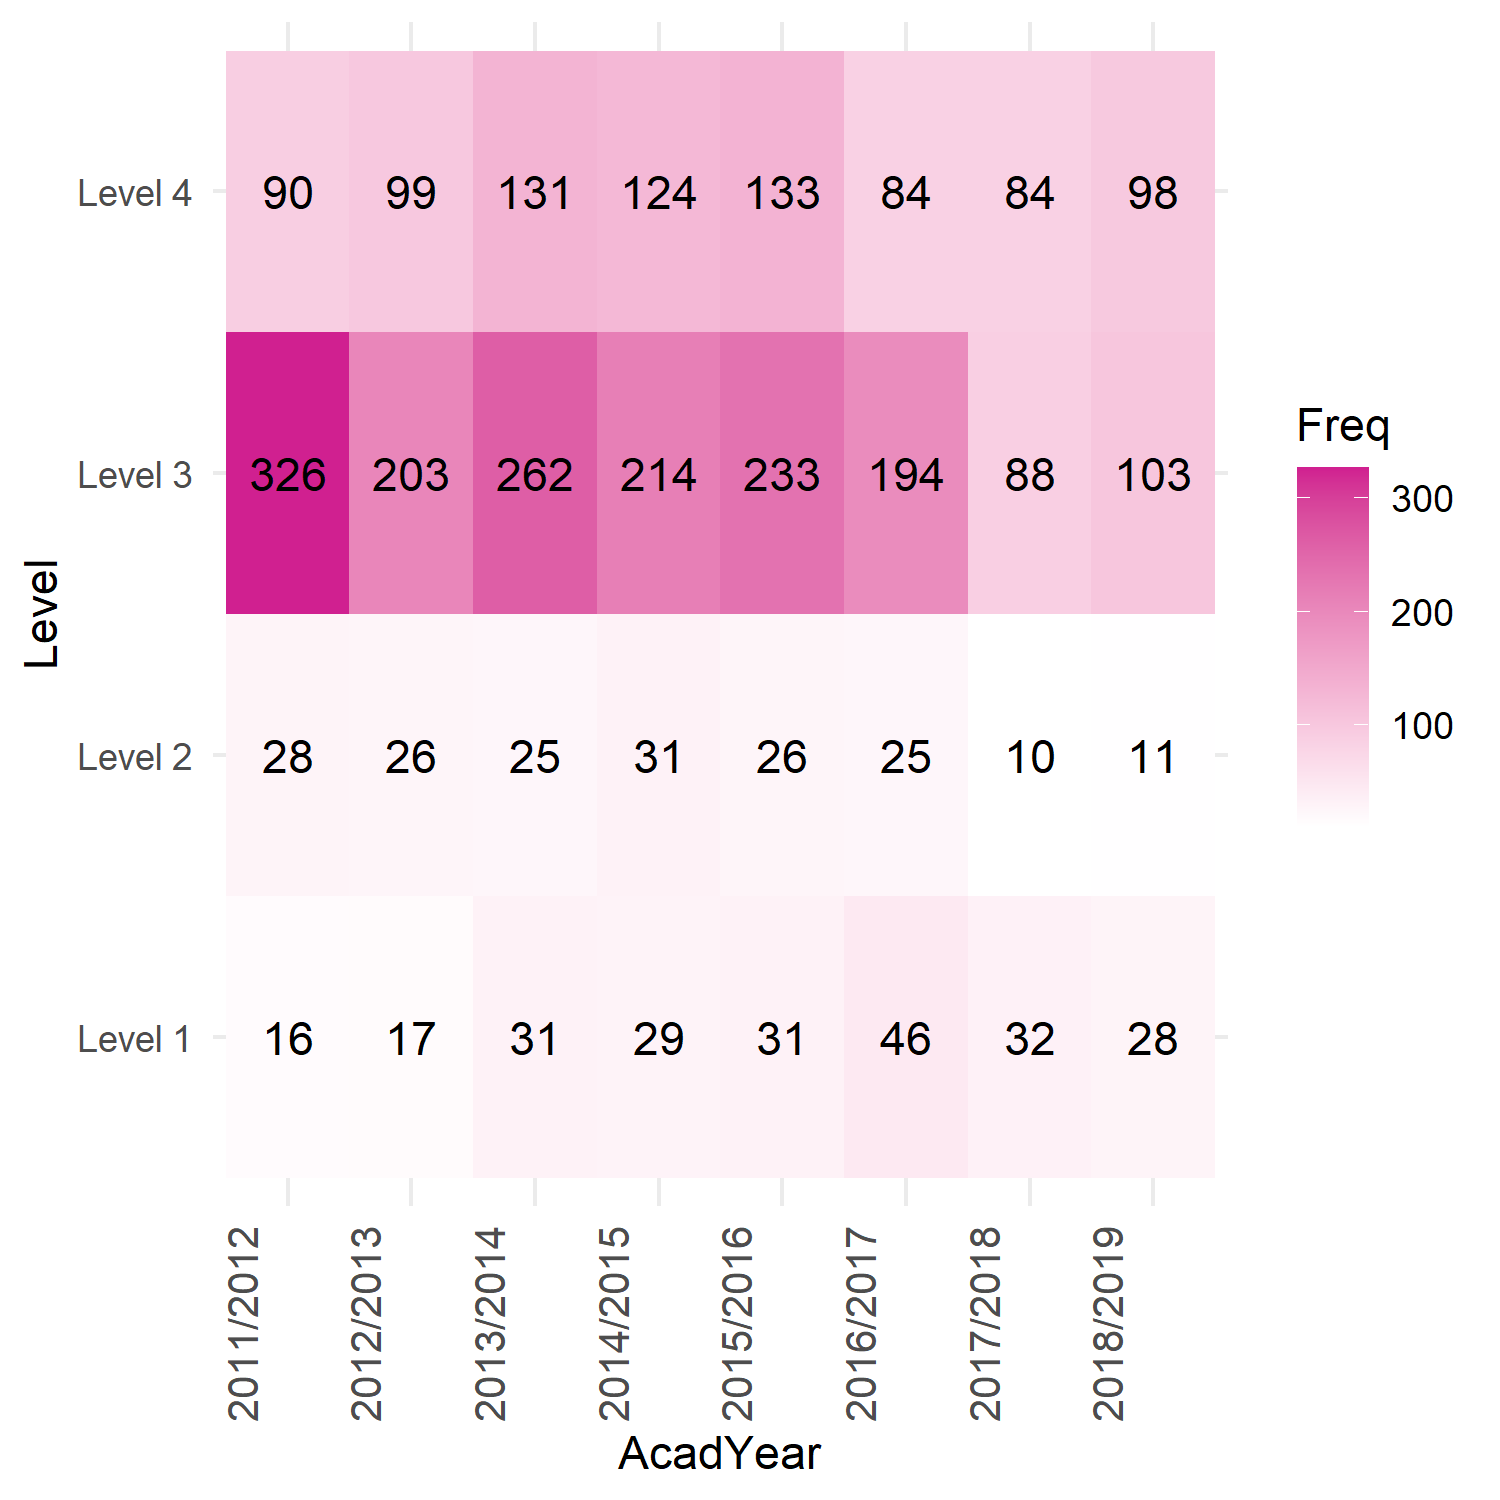 Level 4 90 99 131 124 133 84 84 98
Level 3 326 203 262 214 233 194 88 103
Level 2 28 26 25 31 26 25 10 11
Level 1 16 17 31 29 31 46 32 28
Level
2011/2012
2012/2013
2013/2014
2014/2015
2015/2016
2016/2017
2017/2018
2018/2019
AcadYear
Freq
300
200
100